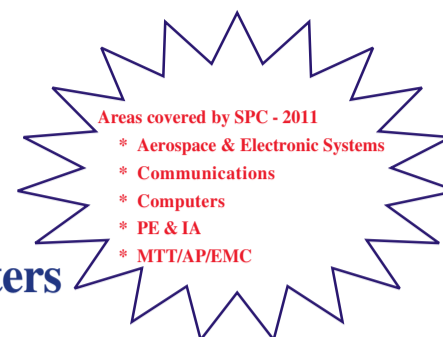 Areas covered by SPC - 2011
* Aerospace & Electronic Systems
* Communications
* Computers
* PE & IA
* MTT/AP/EMC
ters